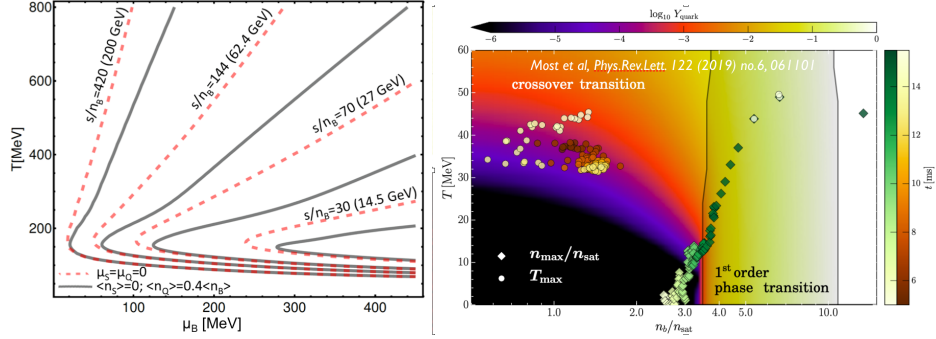 800
600
400
200
T[MeV]
s/nB=420 (200 GeV)
s/nB=144 (62.4 GeV)
s/nB=70 (27 GeV)
s/nB=30 (14.5 GeV)
μS=μQ=0
<nS>=0; <nQ>=0.4<nB>
0 100 200 300 400
μB [MeV]
log10 Yquark
−6 −5 −4 −3 −2 −1 0
Most et al, Phys.Rev.Lett. 122 (2019) no.6, 061101
crossover transition
60
50
40
30
20
10
0
T [MeV]
nmax/nsat
Tmax
1st order
phase transition
1.0 2.0 3.0 4.0 5.0 10.0
nb/nsat
14
12
10
8
6
t [ms]